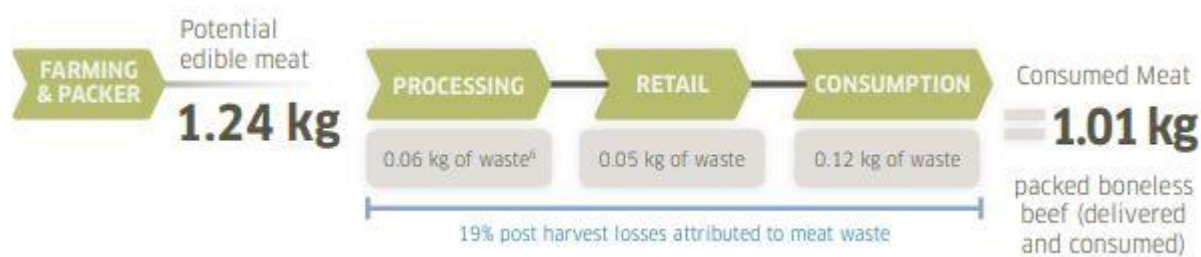 FARMING
& PACKER
Potential
edible meat
1.24 kg
PROCESSING
RETAIL
CONSUMPTION
0.06 kg of waste⁶
0.05 kg of waste
0.12 kg of waste
19% post harvest losses attributed to meat waste
Consumed Meat
= 1.01 kg
packed boneless
beef (delivered
and consumed)